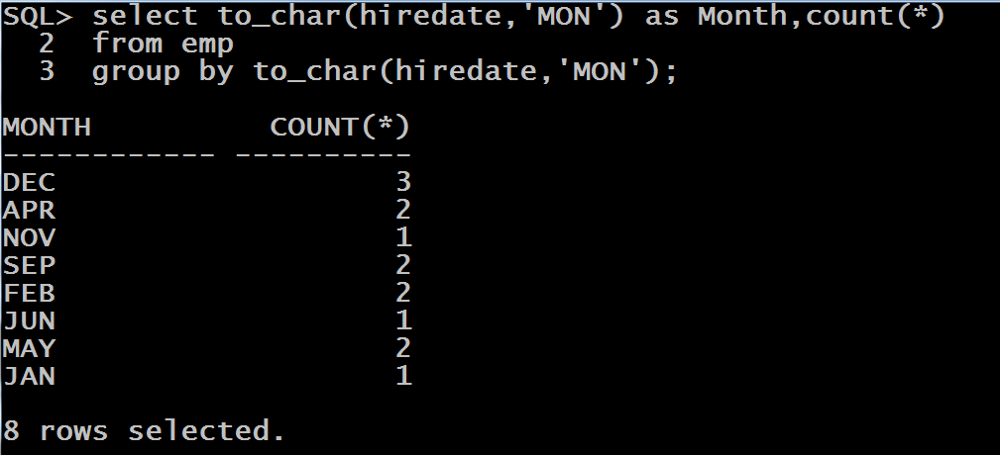 SQL> select to_char(hiredate,'MON') as Month,count(*)
  2  from emp
  3  group by to_char(hiredate,'MON');

MONTH          COUNT(*)
------------ ----------
DEC                   3
APR                   2
NOV                   1
SEP                   2
FEB                   2
JUN                   1
MAY                   2
JAN                   1

8 rows selected.